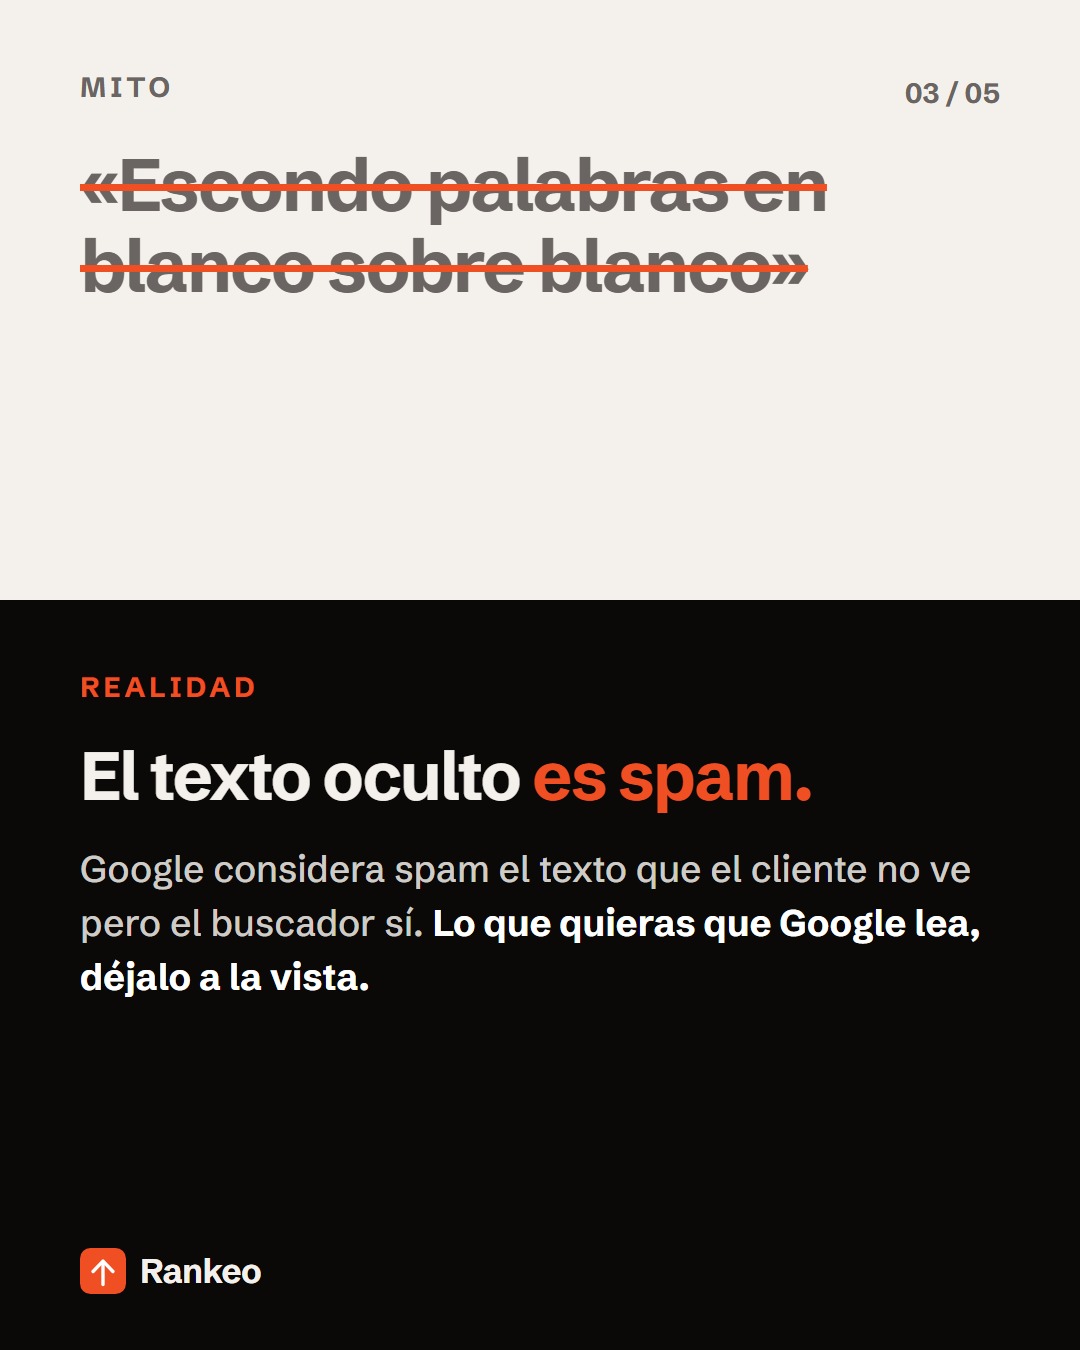 MITO
03 / 05
«Escondo palabras en
blanco sobre blanco»
REALIDAD
El texto oculto es spam.
Google considera spam el texto que el cliente no ve
pero el buscador sí. Lo que quieras que Google lea,
déjalo a la vista.
Rankeo